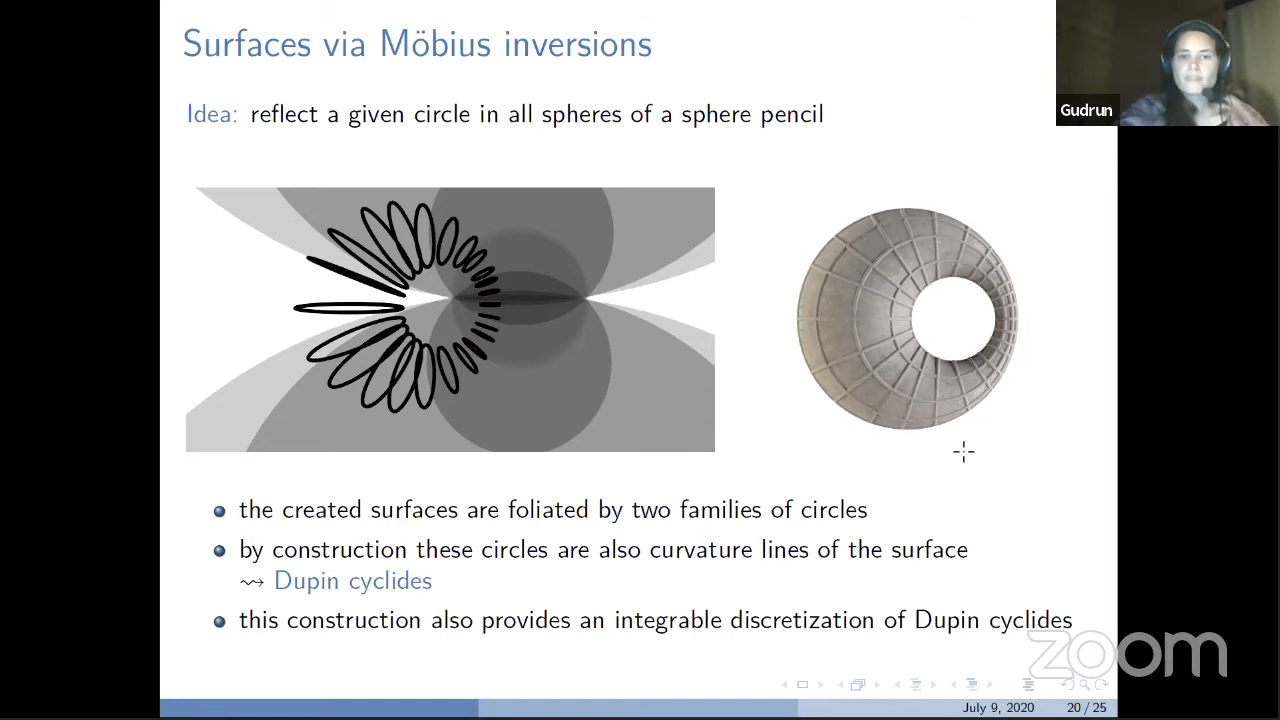 Surfaces via Möbius inversions
Gudrun
Idea: reflect a given circle in all spheres of a sphere pencil
the created surfaces are foliated by two families of circles
by construction these circles are also curvature lines of the surface
⇝ Dupin cyclides
this construction also provides an integrable discretization of Dupin cyclides
zoom
July 9, 2020 20 / 25